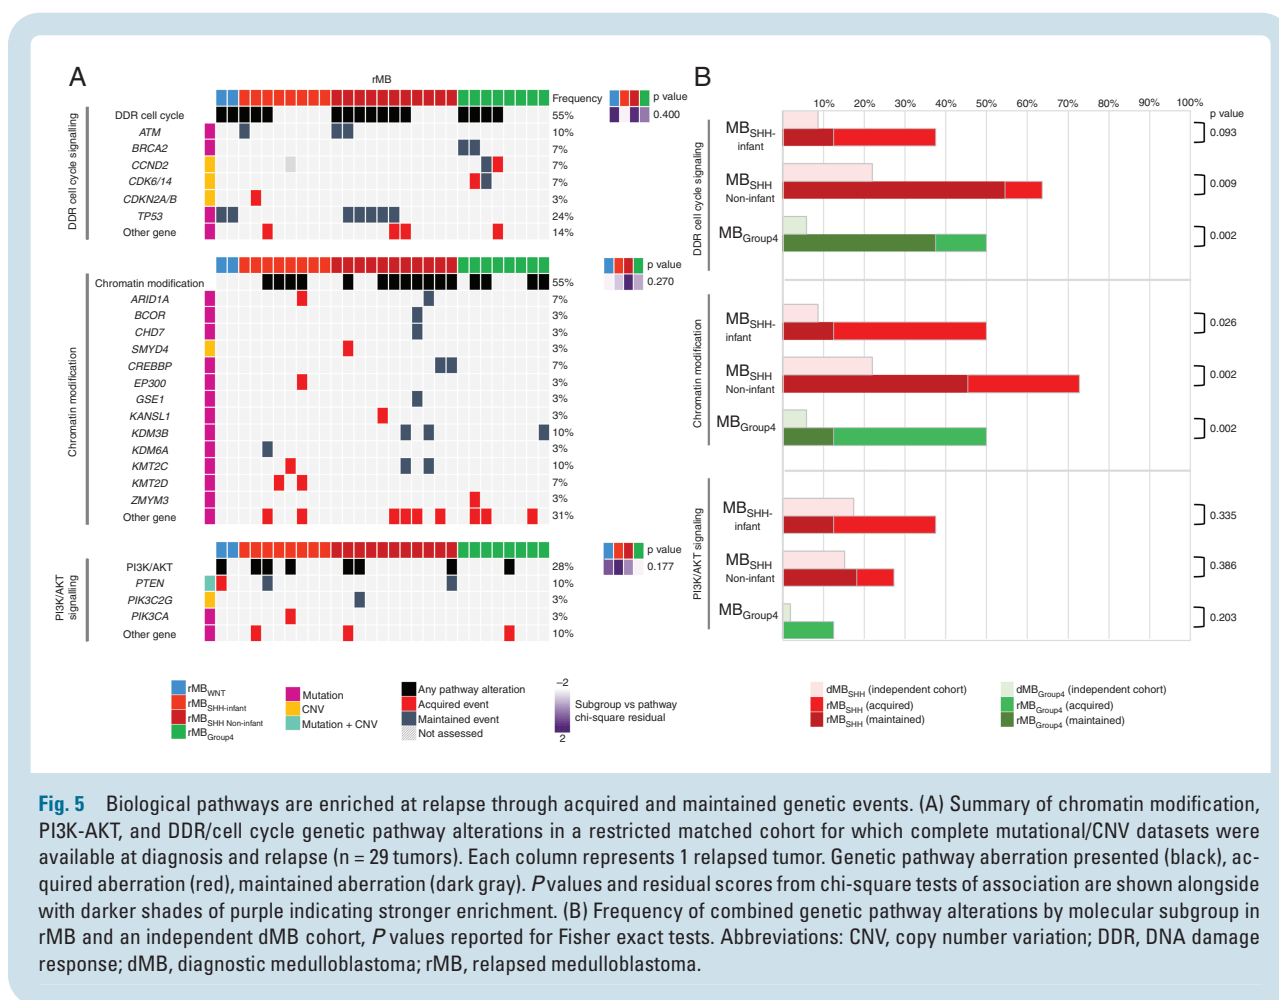 A
rMB
Frequency
p value
DDR cell cycle signalling
DDR cell cycle 55% 0.400
ATM 10%
BRCA2 7%
CCND2 7%
CDK6/14 7%
CDKN2A/B 3%
TP53 24%
Other gene 14%
p value
Chromatin modification
Chromatin modification 55% 0.270
ARID1A 7%
BCOR 3%
CHD7 3%
SMYD4 3%
CREBBP 7%
EP300 3%
GSE1 3%
KANSL1 3%
KDM3B 10%
KDM6A 3%
KMT2C 10%
KMT2D 7%
ZMYM3 3%
Other gene 31%
p value
PI3K/AKT
signalling
PI3K/AKT 28% 0.177
PTEN 10%
PIK3C2G 3%
PIK3CA 3%
Other gene 10%
rMBWNT
rMBSHH-infant
rMBSHH Non-infant
rMBGroup4
Mutation
CNV
Mutation + CNV
Any pathway alteration
Acquired event
Maintained event
Not assessed
−2
Subgroup vs pathway
chi-square residual
2
B
10% 20% 30% 40% 50% 60% 70% 80% 90% 100%
p value
DDR cell cycle signaling
MBSHH-
infant
0.093
MBSHH
Non-infant
0.009
MBGroup4
0.002
Chromatin modification
MBSHH-
infant
0.026
MBSHH
Non-infant
0.002
MBGroup4
0.002
PI3K/AKT signaling
MBSHH-
infant
0.335
MBSHH
Non-infant
0.386
MBGroup4
0.203
dMBSHH (independent cohort)
rMBSHH (acquired)
rMBSHH (maintained)
dMBGroup4 (independent cohort)
rMBGroup4 (acquired)
rMBGroup4 (maintained)
Fig. 5 Biological pathways are enriched at relapse through acquired and maintained genetic events. (A) Summary of chromatin modification,
PI3K-AKT, and DDR/cell cycle genetic pathway alterations in a restricted matched cohort for which complete mutational/CNV datasets were
available at diagnosis and relapse (n = 29 tumors). Each column represents 1 relapsed tumor. Genetic pathway aberration presented (black), ac-
quired aberration (red), maintained aberration (dark gray). P values and residual scores from chi-square tests of association are shown alongside
with darker shades of purple indicating stronger enrichment. (B) Frequency of combined genetic pathway alterations by molecular subgroup in
rMB and an independent dMB cohort, P values reported for Fisher exact tests. Abbreviations: CNV, copy number variation; DDR, DNA damage
response; dMB, diagnostic medulloblastoma; rMB, relapsed medulloblastoma.